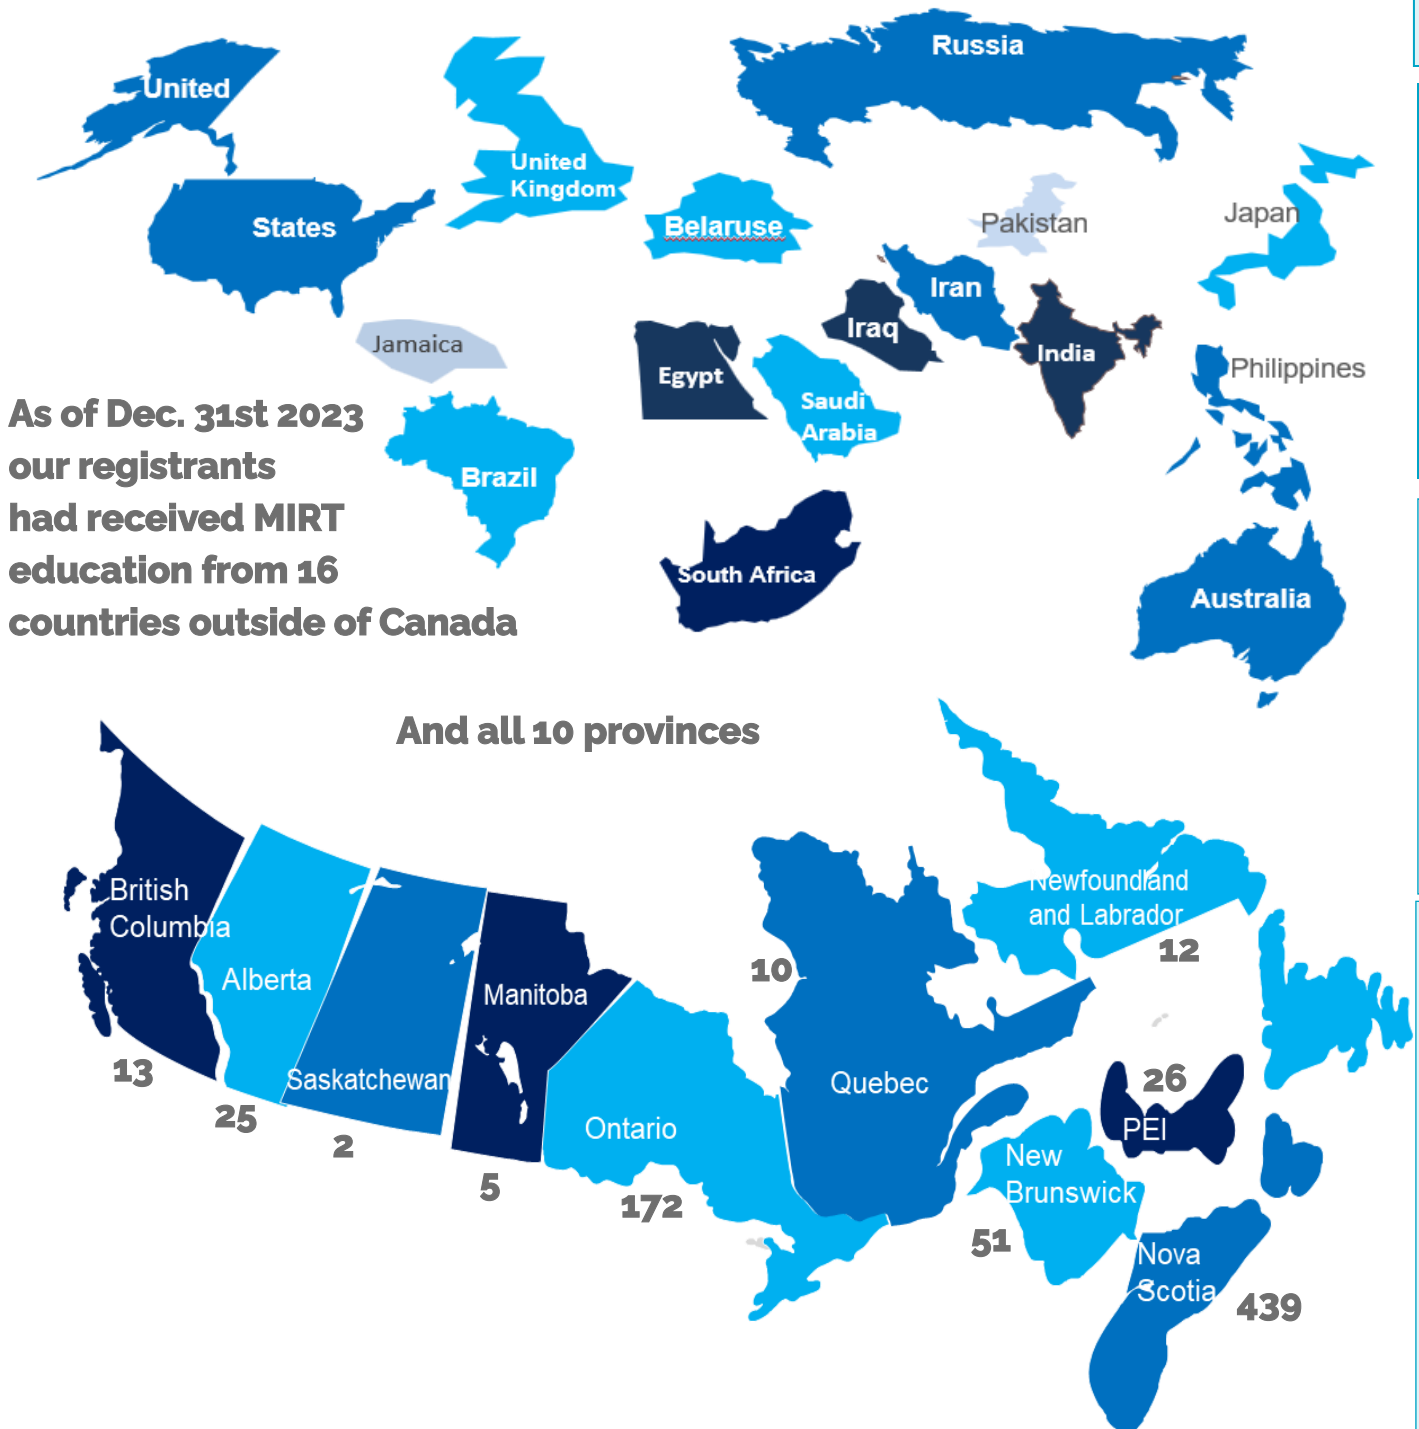 United
States
United
Kingdom
Russia
Belaruse
Pakistan
Japan
Jamaica
Iran
Iraq
India
Egypt
Saudi
Arabia
Philippines
Brazil
South Africa
Australia
As of Dec. 31st 2023
our registrants
had received MIRT
education from 16
countries outside of Canada
And all 10 provinces
British
Columbia
13
Alberta
25
Saskatchewan
2
Manitoba
5
Ontario
172
Quebec
10
Newfoundland
and Labrador
12
New
Brunswick
51
PEI
26
Nova
Scotia
439